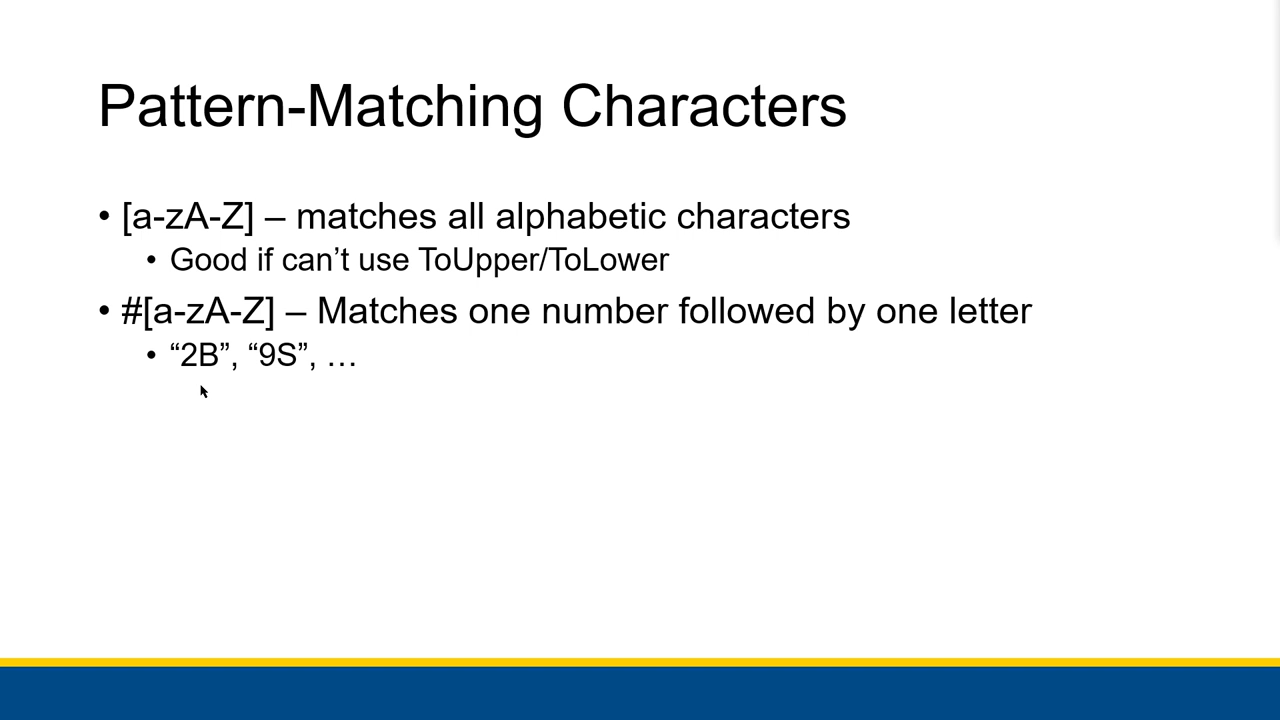 Pattern-Matching Characters
• [a-zA-Z] – matches all alphabetic characters
• Good if can’t use ToUpper/ToLower
• #[a-zA-Z] – Matches one number followed by one letter
• “2B”, “9S”, …